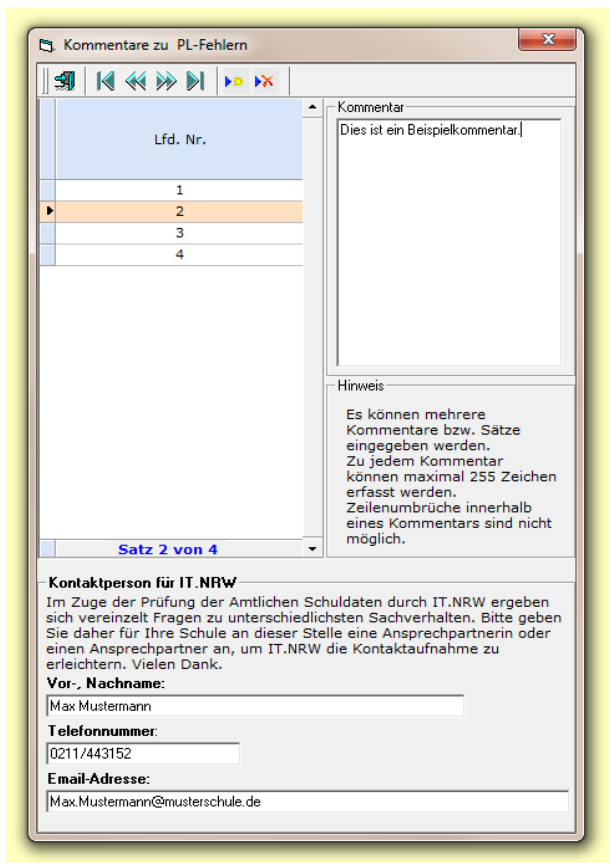 Kommentare zu PL-Fehlern
Lfd. Nr.
1
2
3
4
Satz 2 von 4
Kommentar
Dies ist ein Beispielkommentar.
Hinweis
Es können mehrere
Kommentare bzw. Sätze
eingegeben werden.
Zu jedem Kommentar
können maximal 255 Zeichen
erfasst werden.
Zeilenumbrüche innerhalb
eines Kommentars sind nicht
möglich.
Kontaktperson für IT.NRW
Im Zuge der Prüfung der Amtlichen Schuldaten durch IT.NRW ergeben
sich vereinzelt Fragen zu unterschiedlichsten Sachverhalten. Bitte geben
Sie daher für Ihre Schule an dieser Stelle eine Ansprechpartnerin oder
einen Ansprechpartner an, um IT.NRW die Kontaktaufnahme zu
erleichtern. Vielen Dank.
Vor-, Nachname:
Max Mustermann
Telefonnummer:
0211/443152
Email-Adresse:
Max.Mustermann@musterschule.de